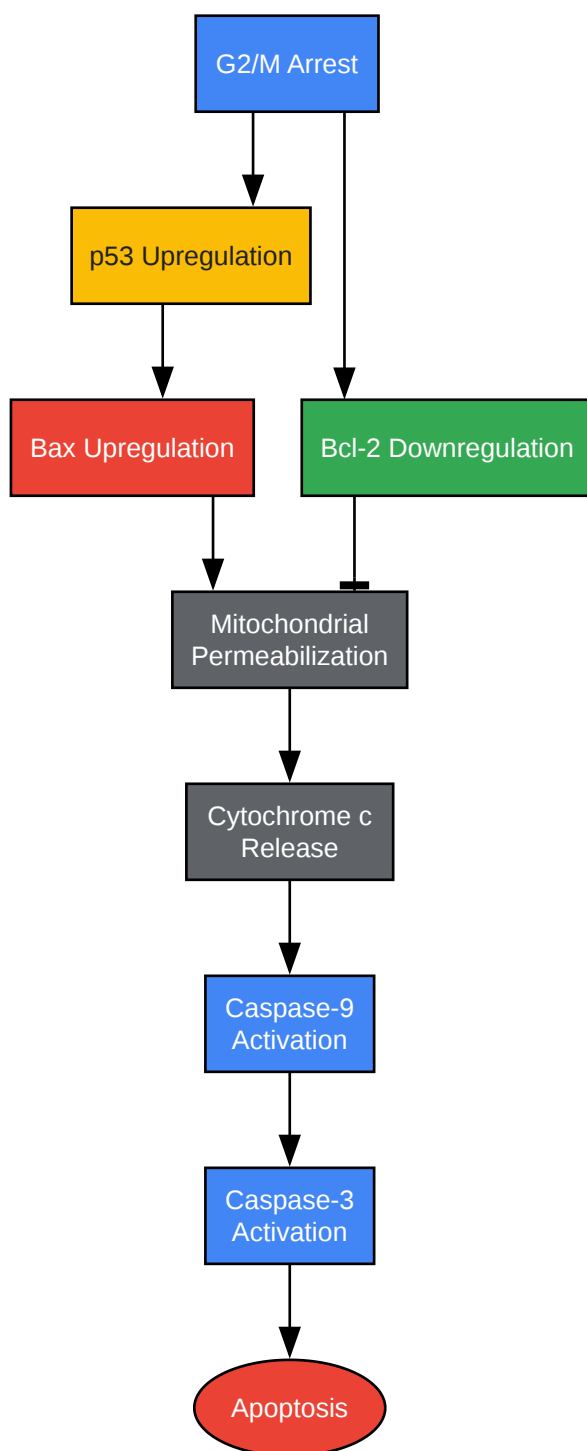 G2/M Arrest
p53 Upregulation
Bax Upregulation
Bcl-2 Downregulation
Mitochondrial
Permeabilization
Cytochrome c
Release
Caspase-9
Activation
Caspase-3
Activation
Apoptosis